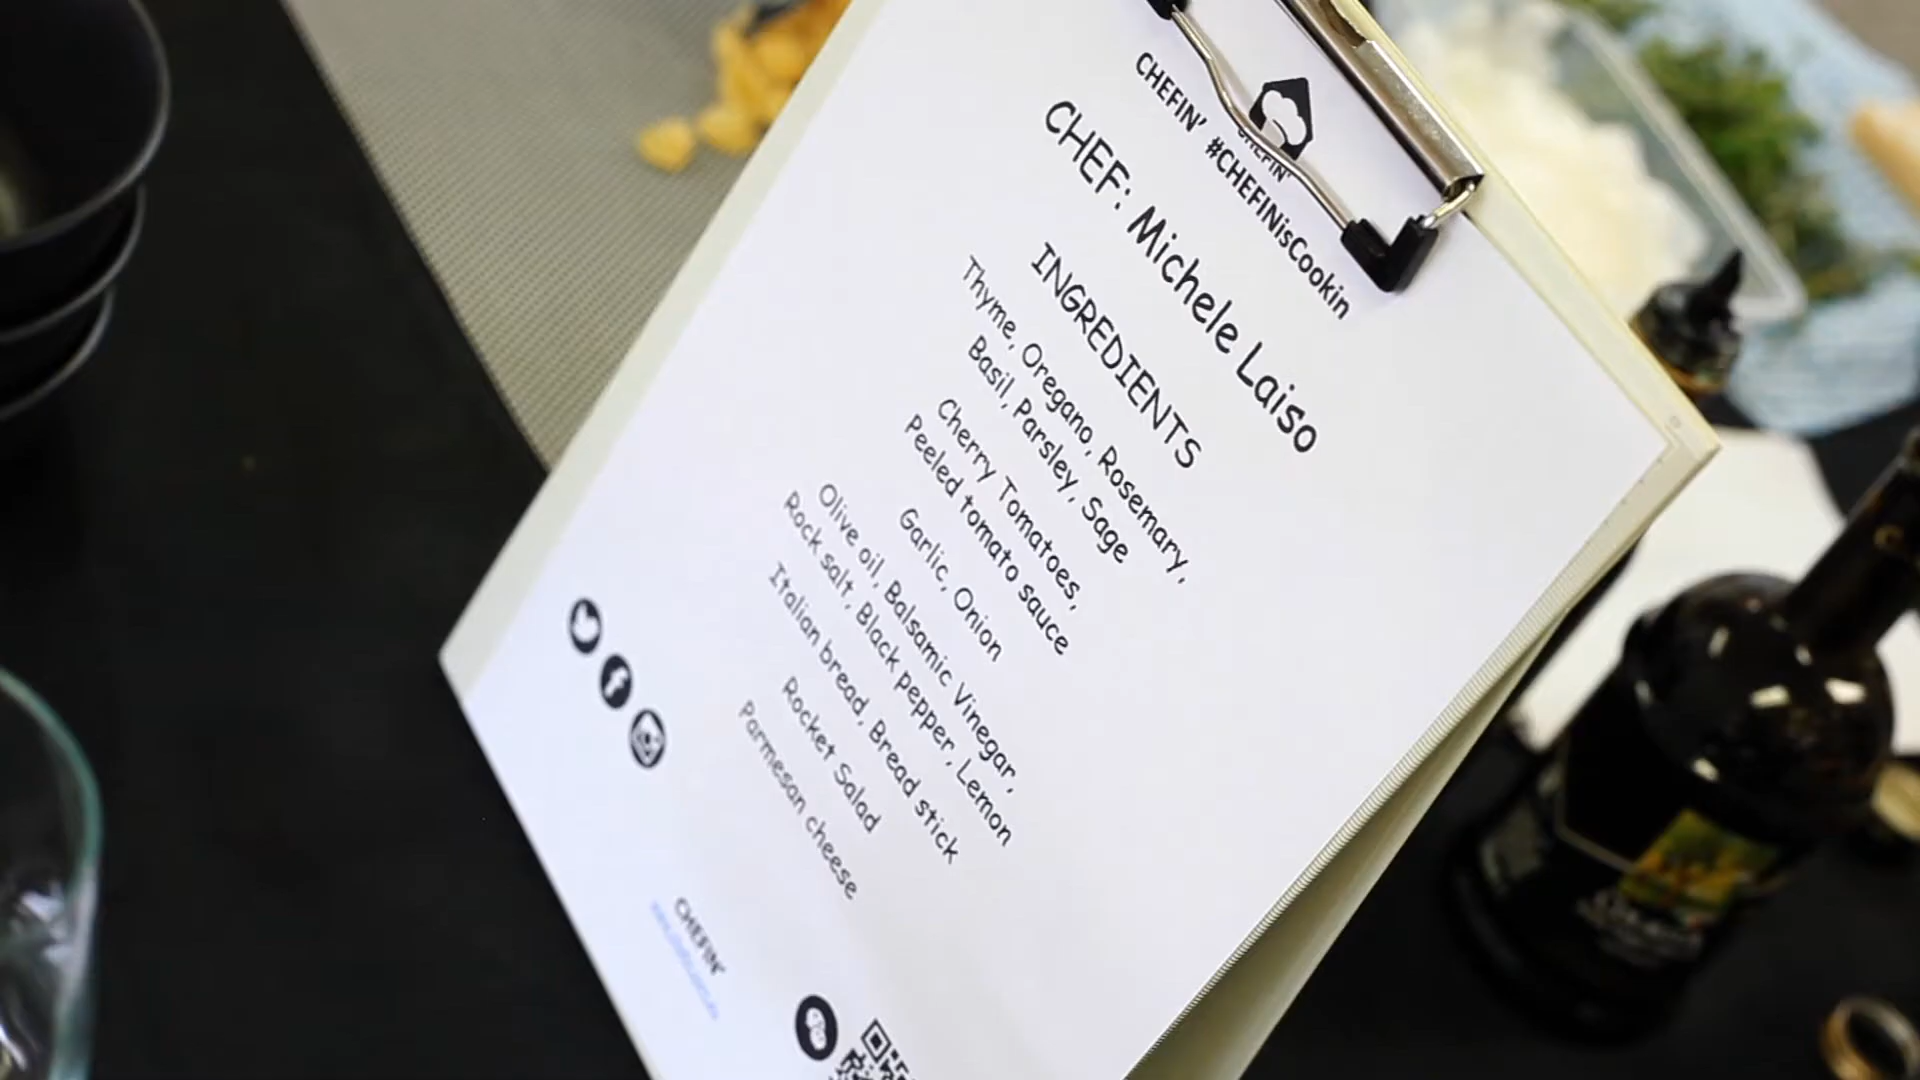 CHEFIN'
CHEFIN' #CHEFINisCookin
CHEF: Michele Laiso
INGREDIENTS
Thyme, Oregano, Rosemary,
Basil, Parsley, Sage
Cherry Tomatoes,
Peeled tomato sauce
Garlic, Onion
Olive oil, Balsamic Vinegar,
Rock salt, Black pepper, Lemon
Italian bread, Bread stick
Rocket Salad
Parmesan cheese
CHEFIN'